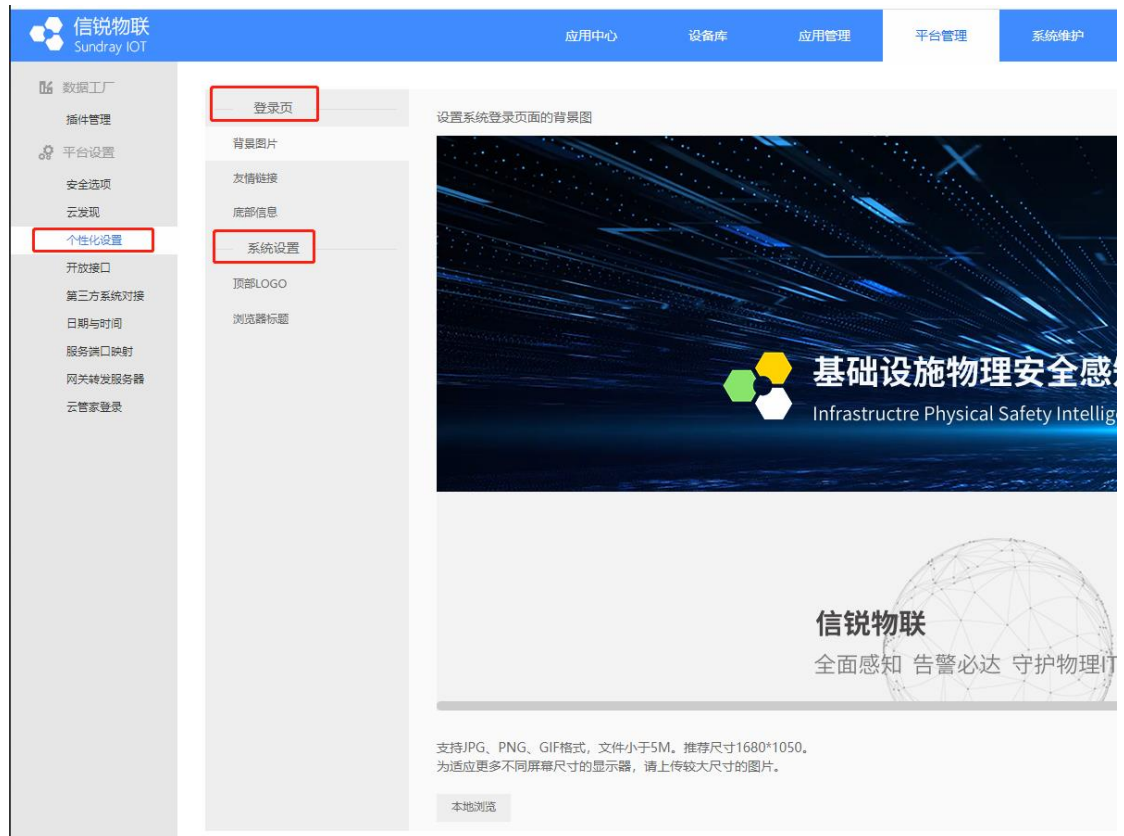 信锐物联
Sundray IOT
应用中心
设备库
应用管理
平台管理
系统维护
数据工厂
插件管理
平台设置
安全选项
云发现
个性化设置
开放接口
第三方系统对接
日期与时间
服务端口映射
网关转发服务器
云管家登录
登录页
背景图片
友情链接
底部信息
系统设置
顶部LOGO
浏览器标题
设置系统登录页面的背景图
基础设施物理安全感
Infrastructre Physical Safety Intellig
信锐物联
全面感知 告警必达 守护物理IT
支持JPG、PNG、GIF格式，文件小于5M。推荐尺寸1680*1050。
为适应更多不同屏幕尺寸的显示器，请上传较大尺寸的图片。
本地浏览